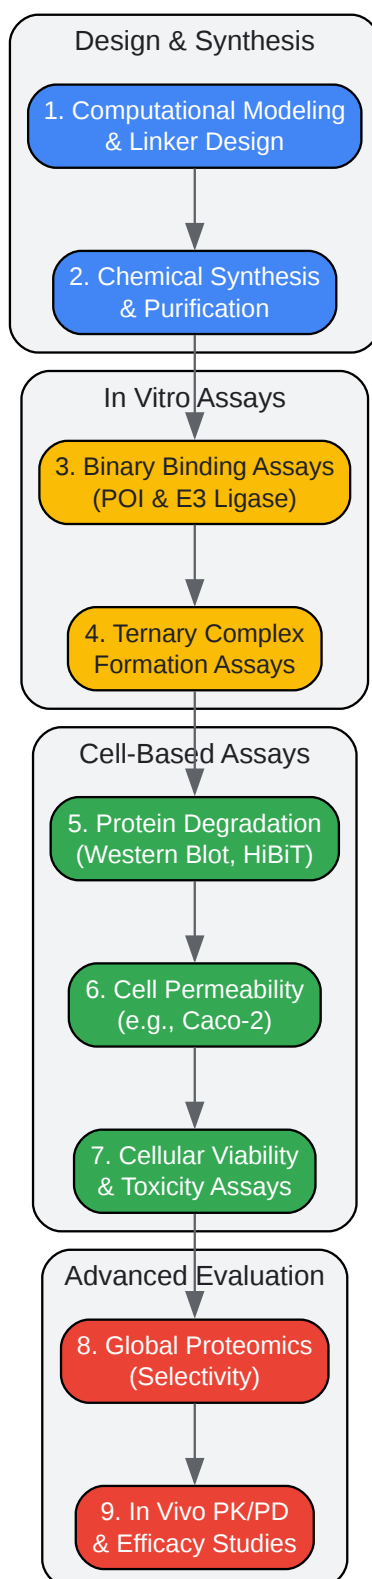 Design & Synthesis
1. Computational Modeling
& Linker Design
2. Chemical Synthesis
& Purification
In Vitro Assays
3. Binary Binding Assays
(POI & E3 Ligase)
4. Ternary Complex
Formation Assays
Cell-Based Assays
5. Protein Degradation
(Western Blot, HiBiT)
6. Cell Permeability
(e.g., Caco-2)
7. Cellular Viability
& Toxicity Assays
Advanced Evaluation
8. Global Proteomics
(Selectivity)
9. In Vivo PK/PD
& Efficacy Studies